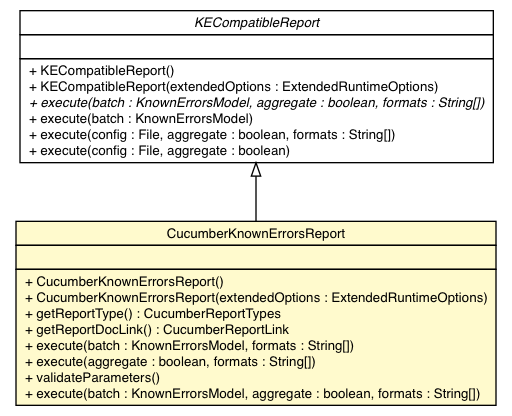 KECompatibleReport
+ KECompatibleReport()
+ KECompatibleReport(extendedOptions : ExtendedRuntimeOptions)
+ execute(batch : KnownErrorsModel, aggregate : boolean, formats : String[])
+ execute(batch : KnownErrorsModel)
+ execute(config : File, aggregate : boolean, formats : String[])
+ execute(config : File, aggregate : boolean)
CucumberKnownErrorsReport
+ CucumberKnownErrorsReport()
+ CucumberKnownErrorsReport(extendedOptions : ExtendedRuntimeOptions)
+ getReportType() : CucumberReportTypes
+ getReportDocLink() : CucumberReportLink
+ execute(batch : KnownErrorsModel, formats : String[])
+ execute(aggregate : boolean, formats : String[])
+ validateParameters()
+ execute(batch : KnownErrorsModel, aggregate : boolean, formats : String[])